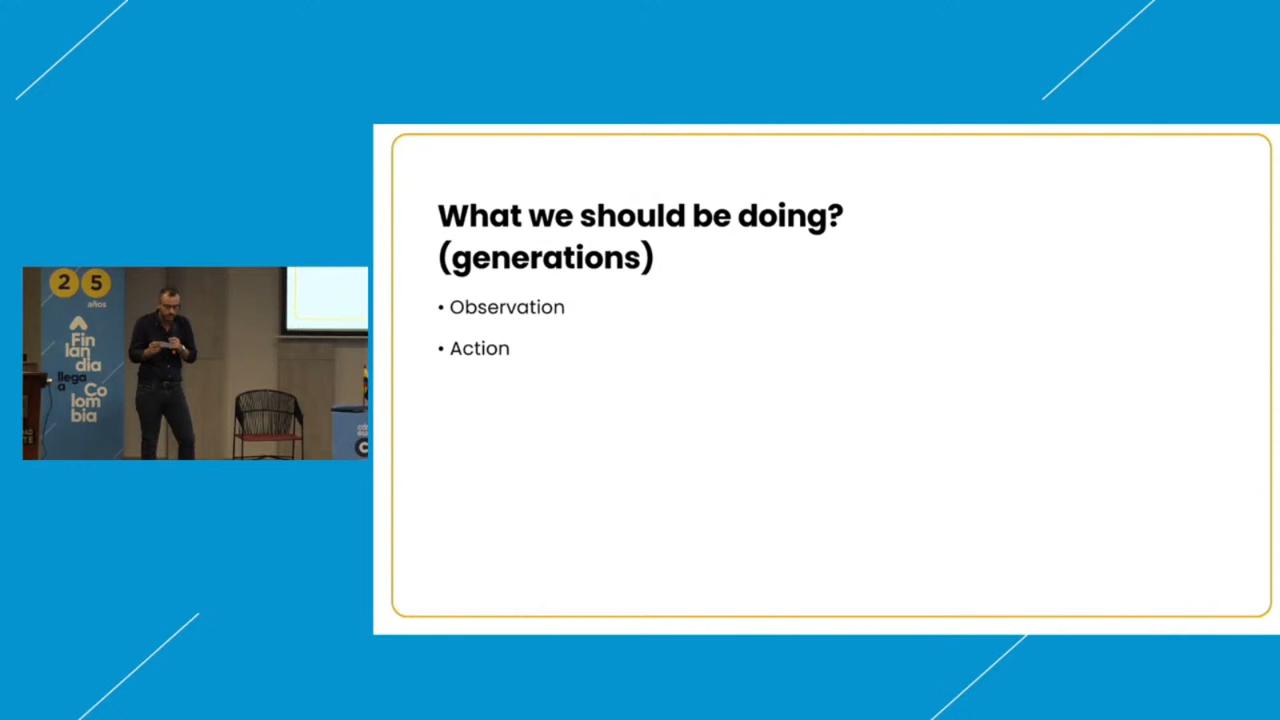 What we should be doing?
(generations)
• Observation
• Action
2 5
años
Fin
lan
dia
llega
a
Co
lom
bia